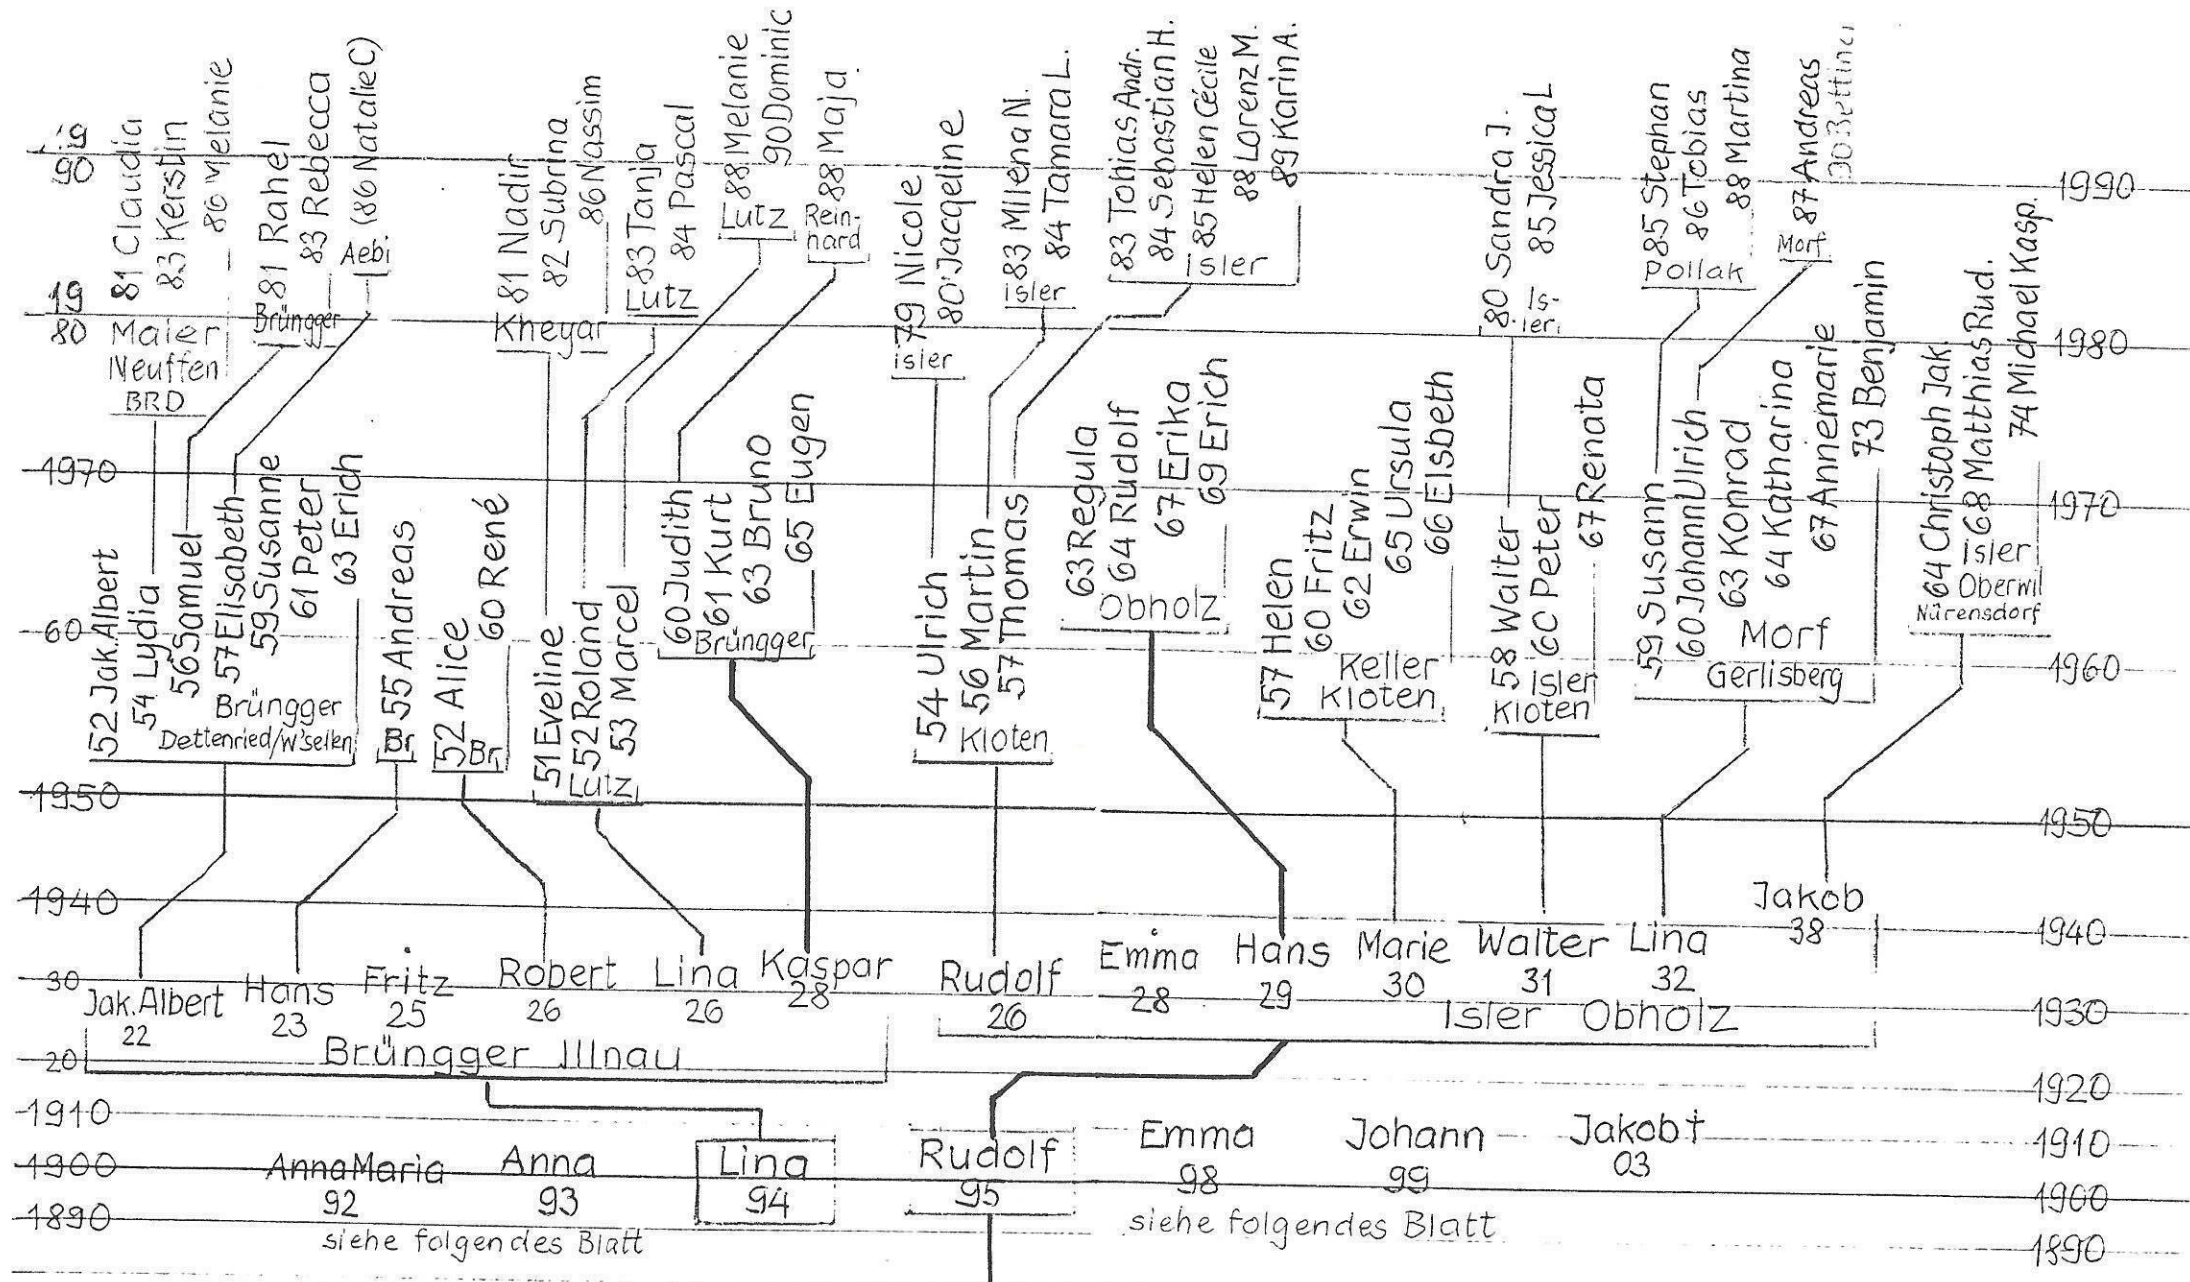 19
90
81 Claudia
83 Kerstin
86 Melanie
81 Rahel
83 Rebecca
(86 Natalie C)
81 Nadir
82 Subrina
86 Nassim
83 Tanja
84 Pascal
88 Melanie
90 Dominic
88 Maja
79 Nicole
80 Jacqeline
83 Milena N.
84 Tamara L.
83 Tobias Andr.
84 Sebastian H.
85 Helen Cécile
88 Lorenz M.
89 Karin A.
80 Sandra J.
85 Jessica L
85 Stephan
86 Tobias
88 Martina
87 Andreas
1990
19
80
Maier
Neuffen
BRD
Brüngger
Aebi
Kheyar
Lutz
Lutz
Rein-
hard
isler
isler
isler
Is-
ler
Pollak
Morf
1980
1970
52 Jak. Albert
54 Lydia
56 Samuel
57 Elisabeth
59 Susanne
61 Peter
63 Erich
Brüngger
Dettenried/W'sellen
55 Andreas
Br
52 Alice
60 René
Br
51 Eveline
52 Roland
53 Marcel
Lutz
60 Judith
61 Kurt
63 Bruno
65 Eugen
Brüngger
54 Ulrich
56 Martin
57 Thomas
Kloten
63 Regula
64 Rudolf
67 Erika
69 Erich
Obholz
57 Helen
60 Fritz
62 Erwin
65 Ursula
66 Elsbeth
Keller
Kloten
58 Walter
60 Peter
67 Renata
Isler
Kloten
59 Susann
60 Johann Ulrich
63 Konrad
64 Katharina
67 Annemarie
73 Benjamin
Morf
Gerlisberg
64 Christoph Jak.
68 Matthias Rud.
74 Michael Kasp.
isler
Oberwil
Nürensdorf
1970
60
1960
1950
1950
1940
1940
30
Jak. Albert
22
Hans
23
Fritz
25
Robert
26
Lina
26
Kaspar
28
Rudolf
26
Emma
28
Hans
29
Marie
30
Walter
31
Lina
32
Jakob
38
1930
Brüngger Jllnau
Isler Obholz
20
1920
1910
1910
1900
Anna Maria
92
Anna
93
Lina
94
Rudolf
95
Emma
98
Johann
99
Jakob †
03
1900
1890
siehe folgendes Blatt
siehe folgendes Blatt
1890